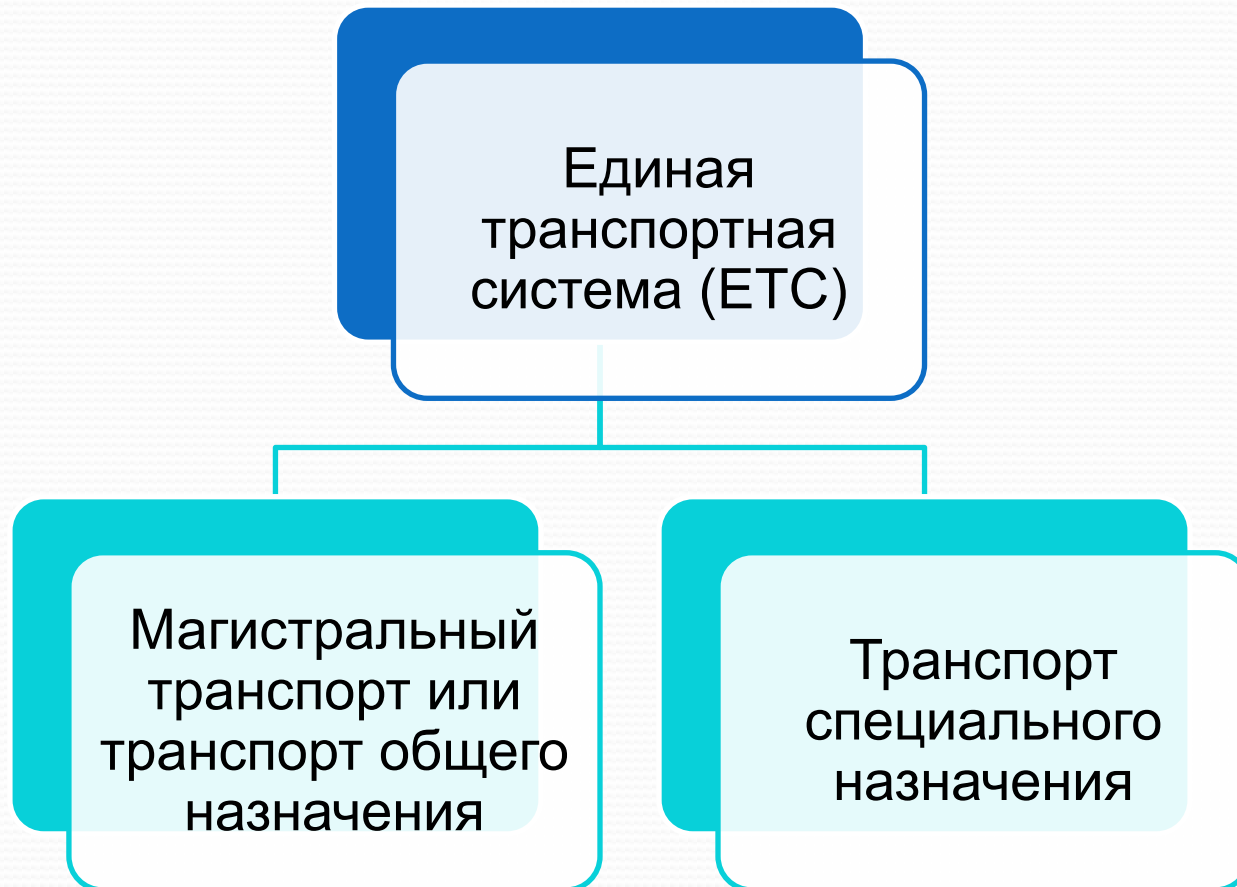 Единая
транспортная
система (ЕТС)
Магистральный
транспорт или
транспорт общего
назначения
Транспорт
специального
назначения